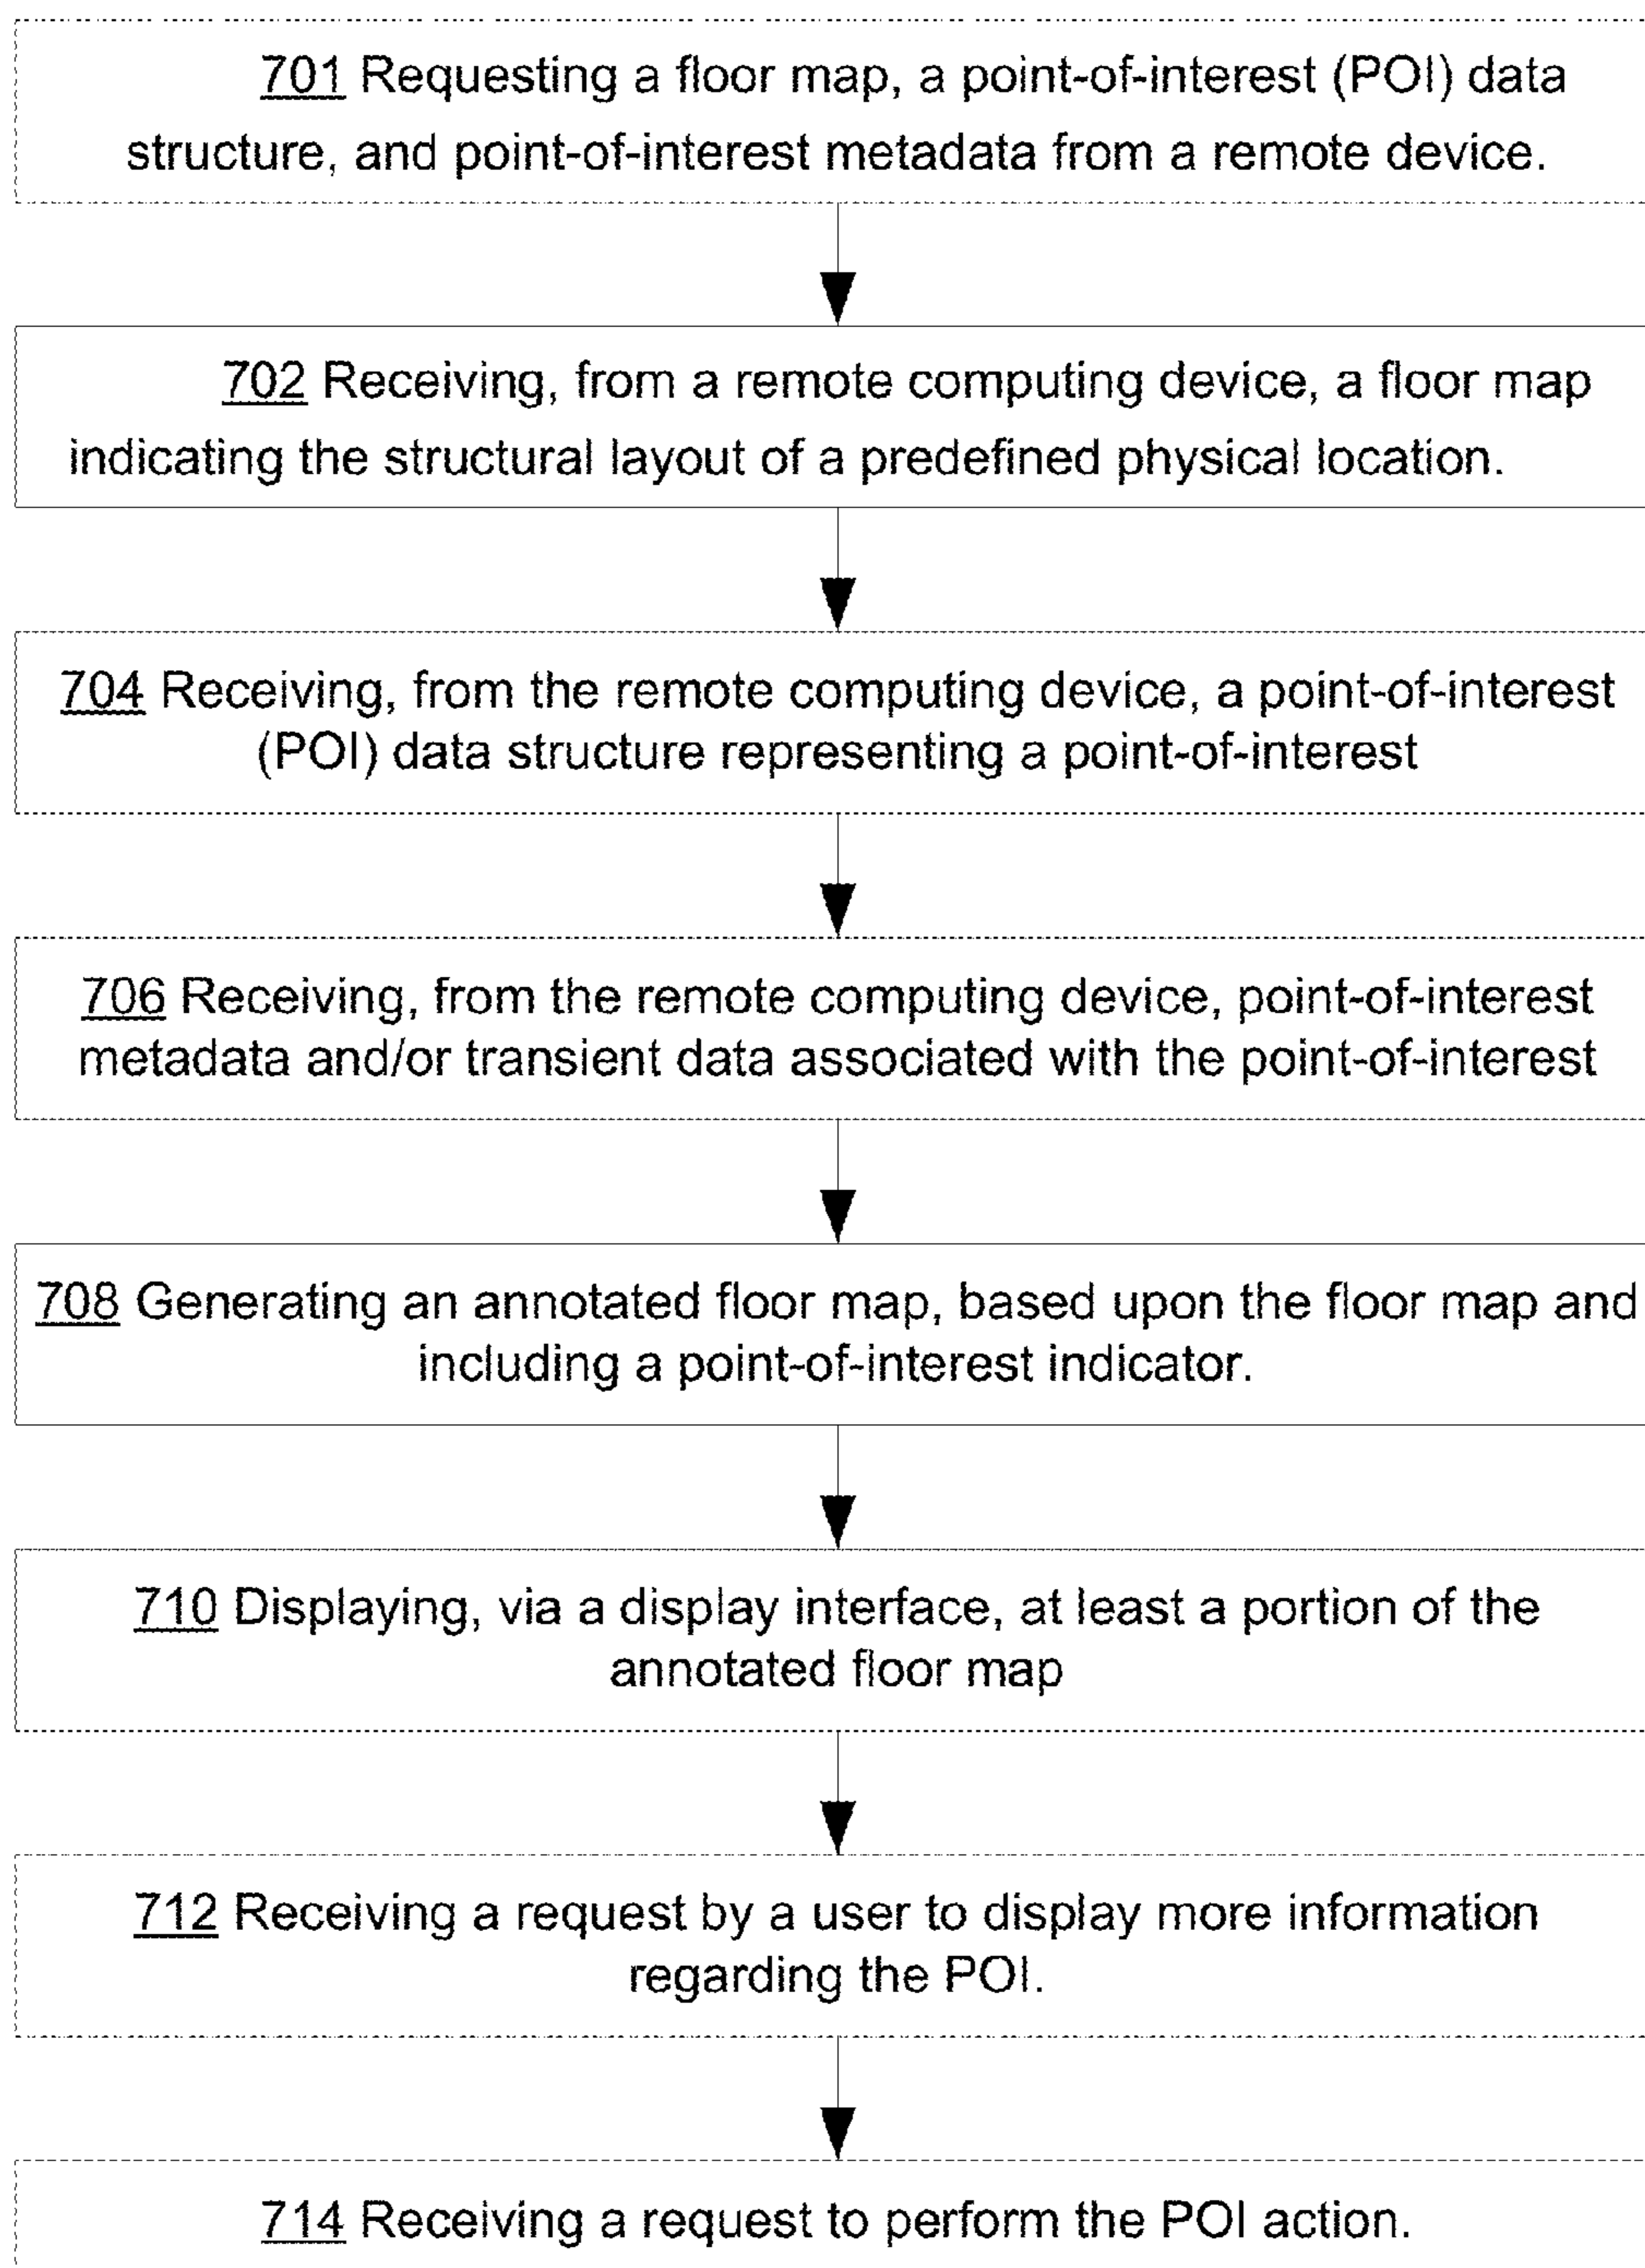 701 Requesting a floor map, a point-of-interest (POI) data
structure, and point-of-interest metadata from a remote device.
702 Receiving, from a remote computing device, a floor map
indicating the structural layout of a predefined physical location.
704 Receiving, from the remote computing device, a point-of-interest
(POI) data structure representing a point-of-interest
706 Receiving, from the remote computing device, point-of-interest
metadata and/or transient data associated with the point-of-interest
708 Generating an annotated floor map, based upon the floor map and
including a point-of-interest indicator.
710 Displaying, via a display interface, at least a portion of the
annotated floor map
712 Receiving a request by a user to display more information
regarding the POI.
714 Receiving a request to perform the POI action.